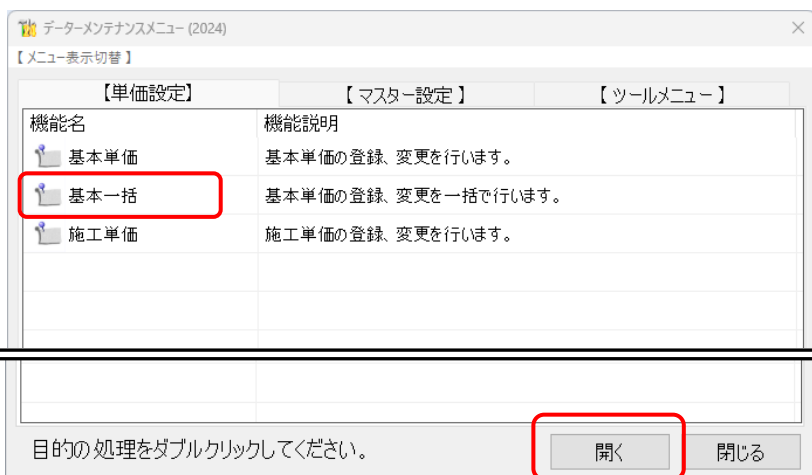 データーメンテナンスメニュー (2024)
【メニュー表示切替】
【単価設定】 【マスター設定】 【ツールメニュー】
機能名 機能説明
基本単価 基本単価の登録、変更を行います。
基本一括 基本単価の登録、変更を一括で行います。
施工単価 施工単価の登録、変更を行います。
目的の処理をダブルクリックしてください。 開く 閉じる